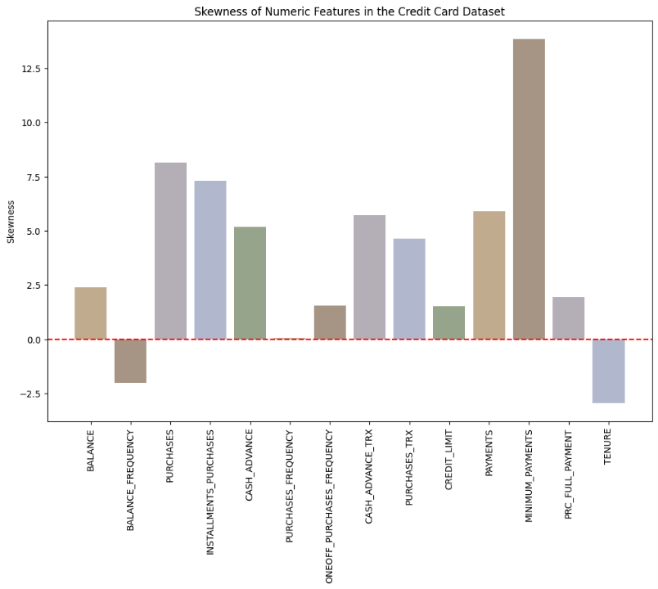 Skewness of Numeric Features in the Credit Card Dataset
Skewness
12.5
10.0
7.5
5.0
2.5
0.0
−2.5
BALANCE
BALANCE_FREQUENCY
PURCHASES
INSTALLMENTS_PURCHASES
CASH_ADVANCE
PURCHASES_FREQUENCY
ONEOFF_PURCHASES_FREQUENCY
CASH_ADVANCE_TRX
PURCHASES_TRX
CREDIT_LIMIT
PAYMENTS
MINIMUM_PAYMENTS
PRC_FULL_PAYMENT
TENURE